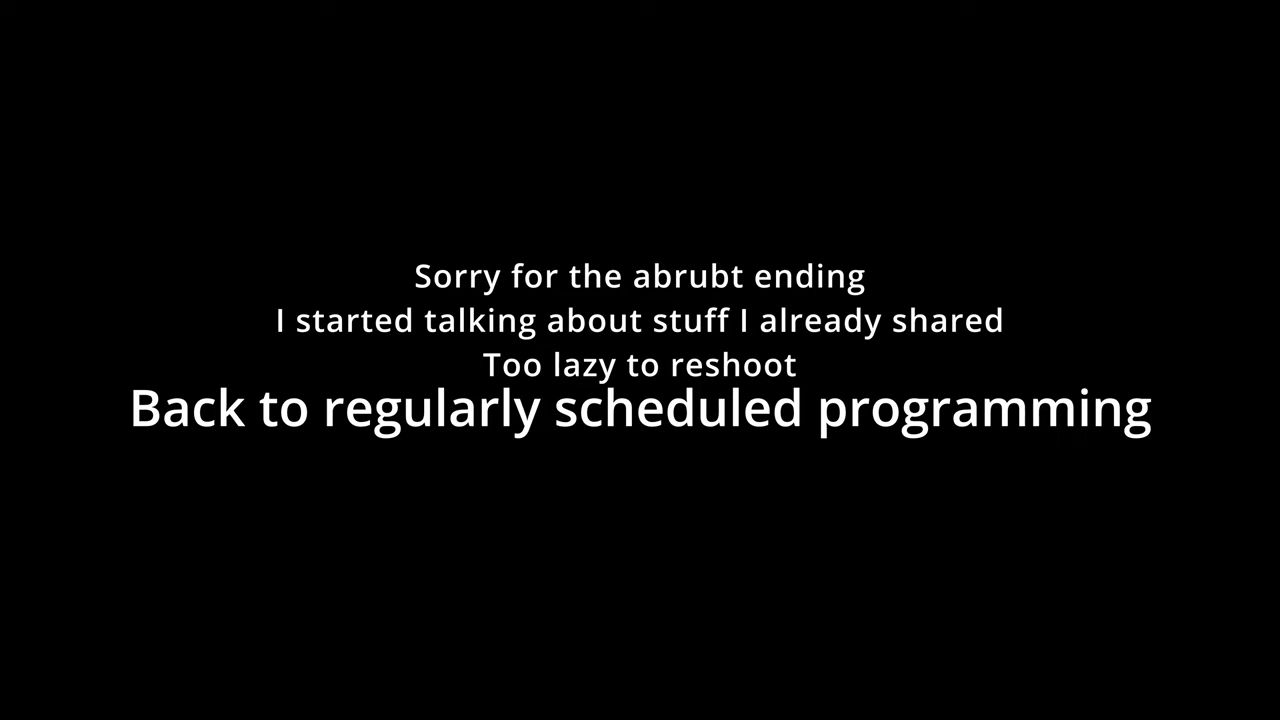 Sorry for the abrubt ending
I started talking about stuff I already shared
Too lazy to reshoot
Back to regularly scheduled programming